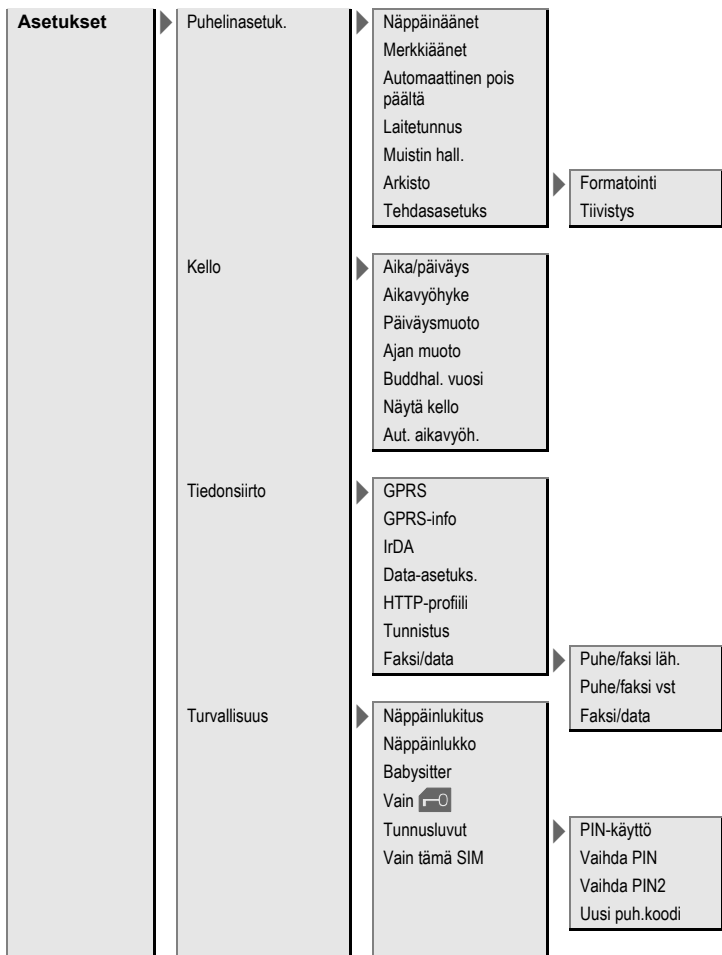 Asetukset
Puhelinasetuk.
Näppäinäänet
Merkkiäänet
Automaattinen pois
päältä
Laitetunnus
Muistin hall.
Arkisto
Formatointi
Tehdasasetuks
Tiivistys
Kello
Aika/päiväys
Aikavyöhyke
Päiväysmuoto
Ajan muoto
Buddhal. vuosi
Näytä kello
Aut. aikavyöh.
Tiedonsiirto
GPRS
GPRS-info
IrDA
Data-asetuks.
HTTP-profiili
Tunnistus
Faksi/data
Puhe/faksi läh.
Puhe/faksi vst
Faksi/data
Turvallisuus
Näppäinlukitus
Näppäinlukko
Babysitter
Vain
Tunnusluvut
PIN-käyttö
Vain tämä SIM
Vaihda PIN
Vaihda PIN2
Uusi puh.koodi